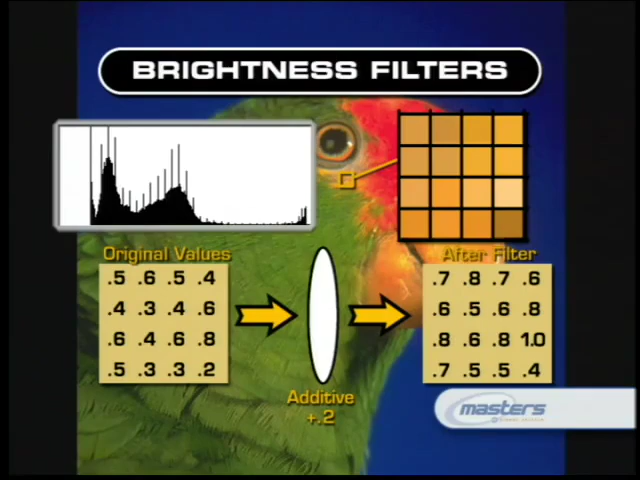 BRIGHTNESS FILTERS
Original Values
.5 .6 .5 .4
.4 .3 .4 .6
.6 .4 .6 .8
.5 .3 .3 .2
Additive
+.2
After Filter
.7 .8 .7 .6
.6 .5 .6 .8
.8 .6 .8 1.0
.7 .5 .5 .4
masters